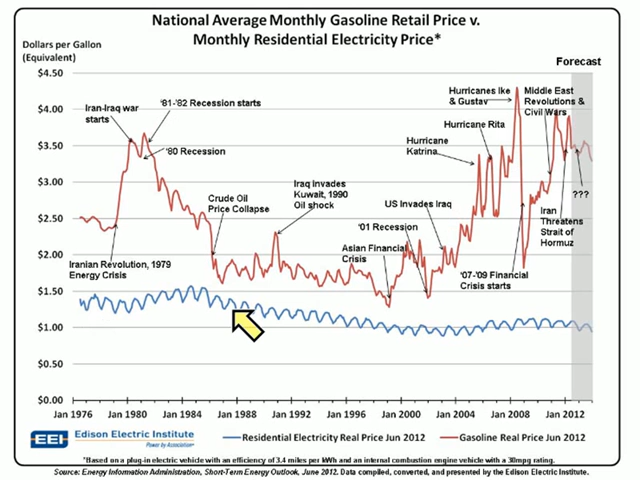 National Average Monthly Gasoline Retail Price v.
Monthly Residential Electricity Price*
Dollars per Gallon
(Equivalent)
Forecast
$4.50
$4.00
$3.50
$3.00
$2.50
$2.00
$1.50
$1.00
$0.50
$0.00
Iran-Iraq war
starts
'81-'82 Recession starts
'80 Recession
Iranian Revolution, 1979
Energy Crisis
Crude Oil
Price Collapse
Iraq Invades
Kuwait, 1990
Oil shock
Asian Financial
Crisis
'01 Recession
US Invades Iraq
Hurricane
Katrina
Hurricane Rita
Hurricanes Ike
& Gustav
Middle East
Revolutions &
Civil Wars
'07-'09 Financial
Crisis starts
Iran
Threatens
Strait of
Hormuz
???
Jan 1976 Jan 1980 Jan 1984 Jan 1988 Jan 1992 Jan 1996 Jan 2000 Jan 2004 Jan 2008 Jan 2012
EEI Edison Electric Institute
Power by Association
Residential Electricity Real Price Jun 2012 Gasoline Real Price Jun 2012
*Based on a plug-in electric vehicle with an efficiency of 3.4 miles per kWh and an internal combustion engine vehicle with a 30mpg rating.
Source: Energy Information Administration, Short-Term Energy Outlook, June 2012. Data compiled, converted, and presented by the Edison Electric Institute.